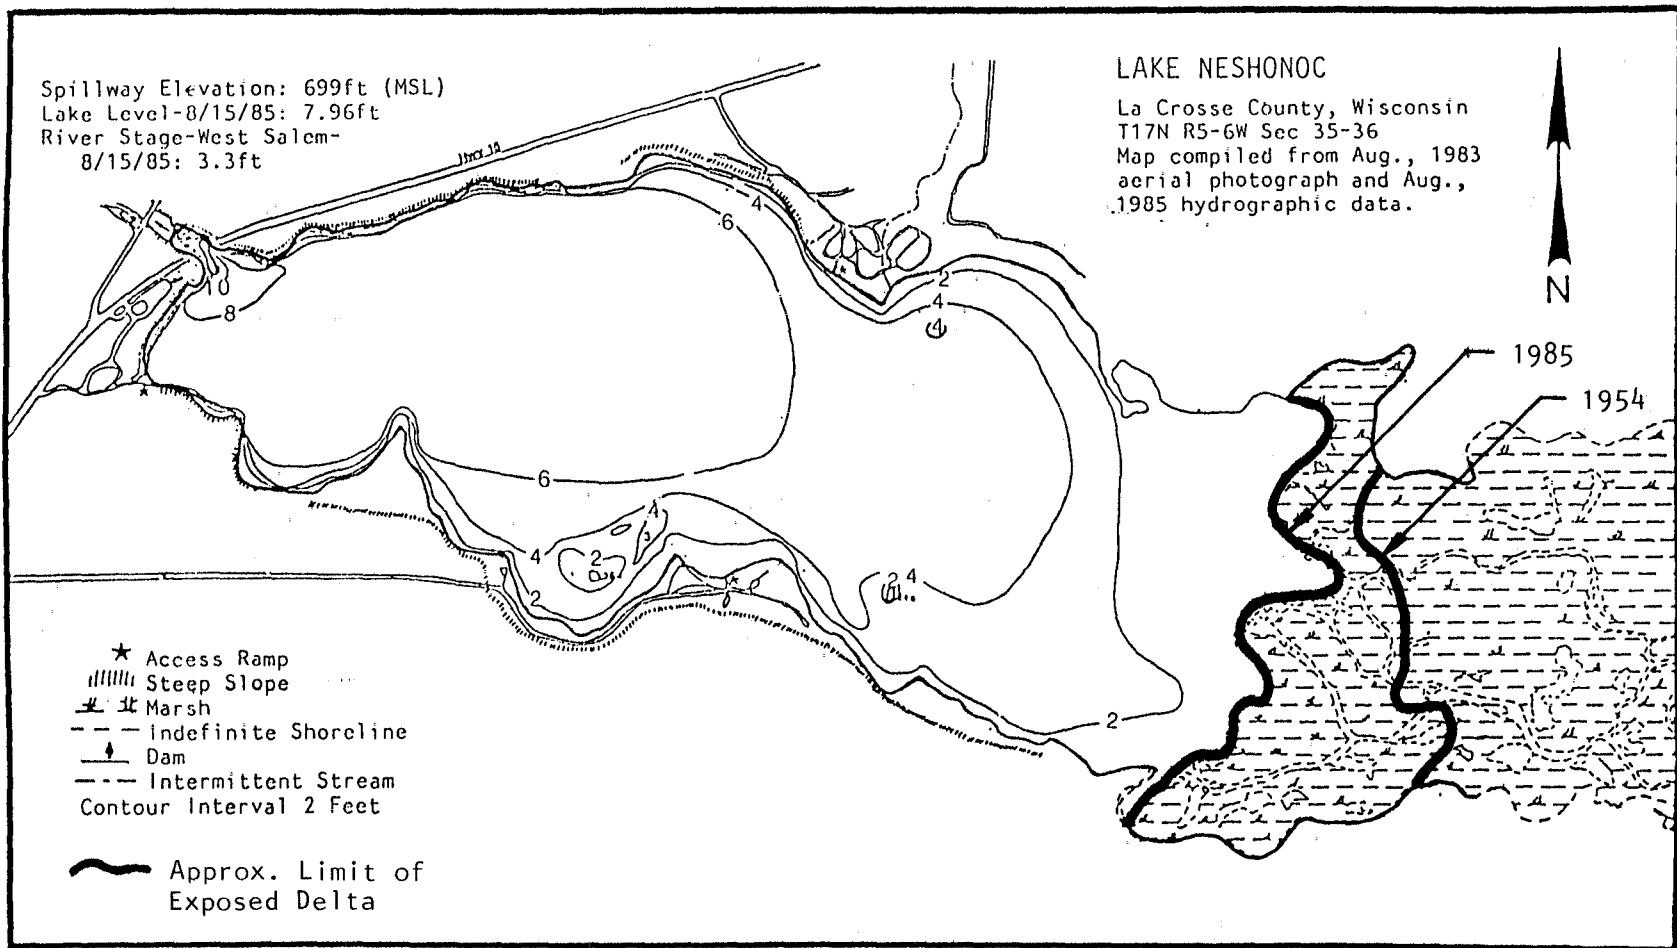 Spillway Elevation: 699ft (MSL)
Lake Level-8/15/85: 7.96ft
River Stage-West Salem-
8/15/85: 3.3ft
LAKE NESHONOC
La Crosse County, Wisconsin
T17N R5-6W Sec 35-36
Map compiled from Aug., 1983
aerial photograph and Aug.,
1985 hydrographic data.
N
4
6
2
4
4
8
1985
1954
6
4
4
2
3
2
2 4
2
Access Ramp
Steep Slope
Marsh
Indefinite Shoreline
Dam
Intermittent Stream
Contour Interval 2 Feet
Approx. Limit of
Exposed Delta